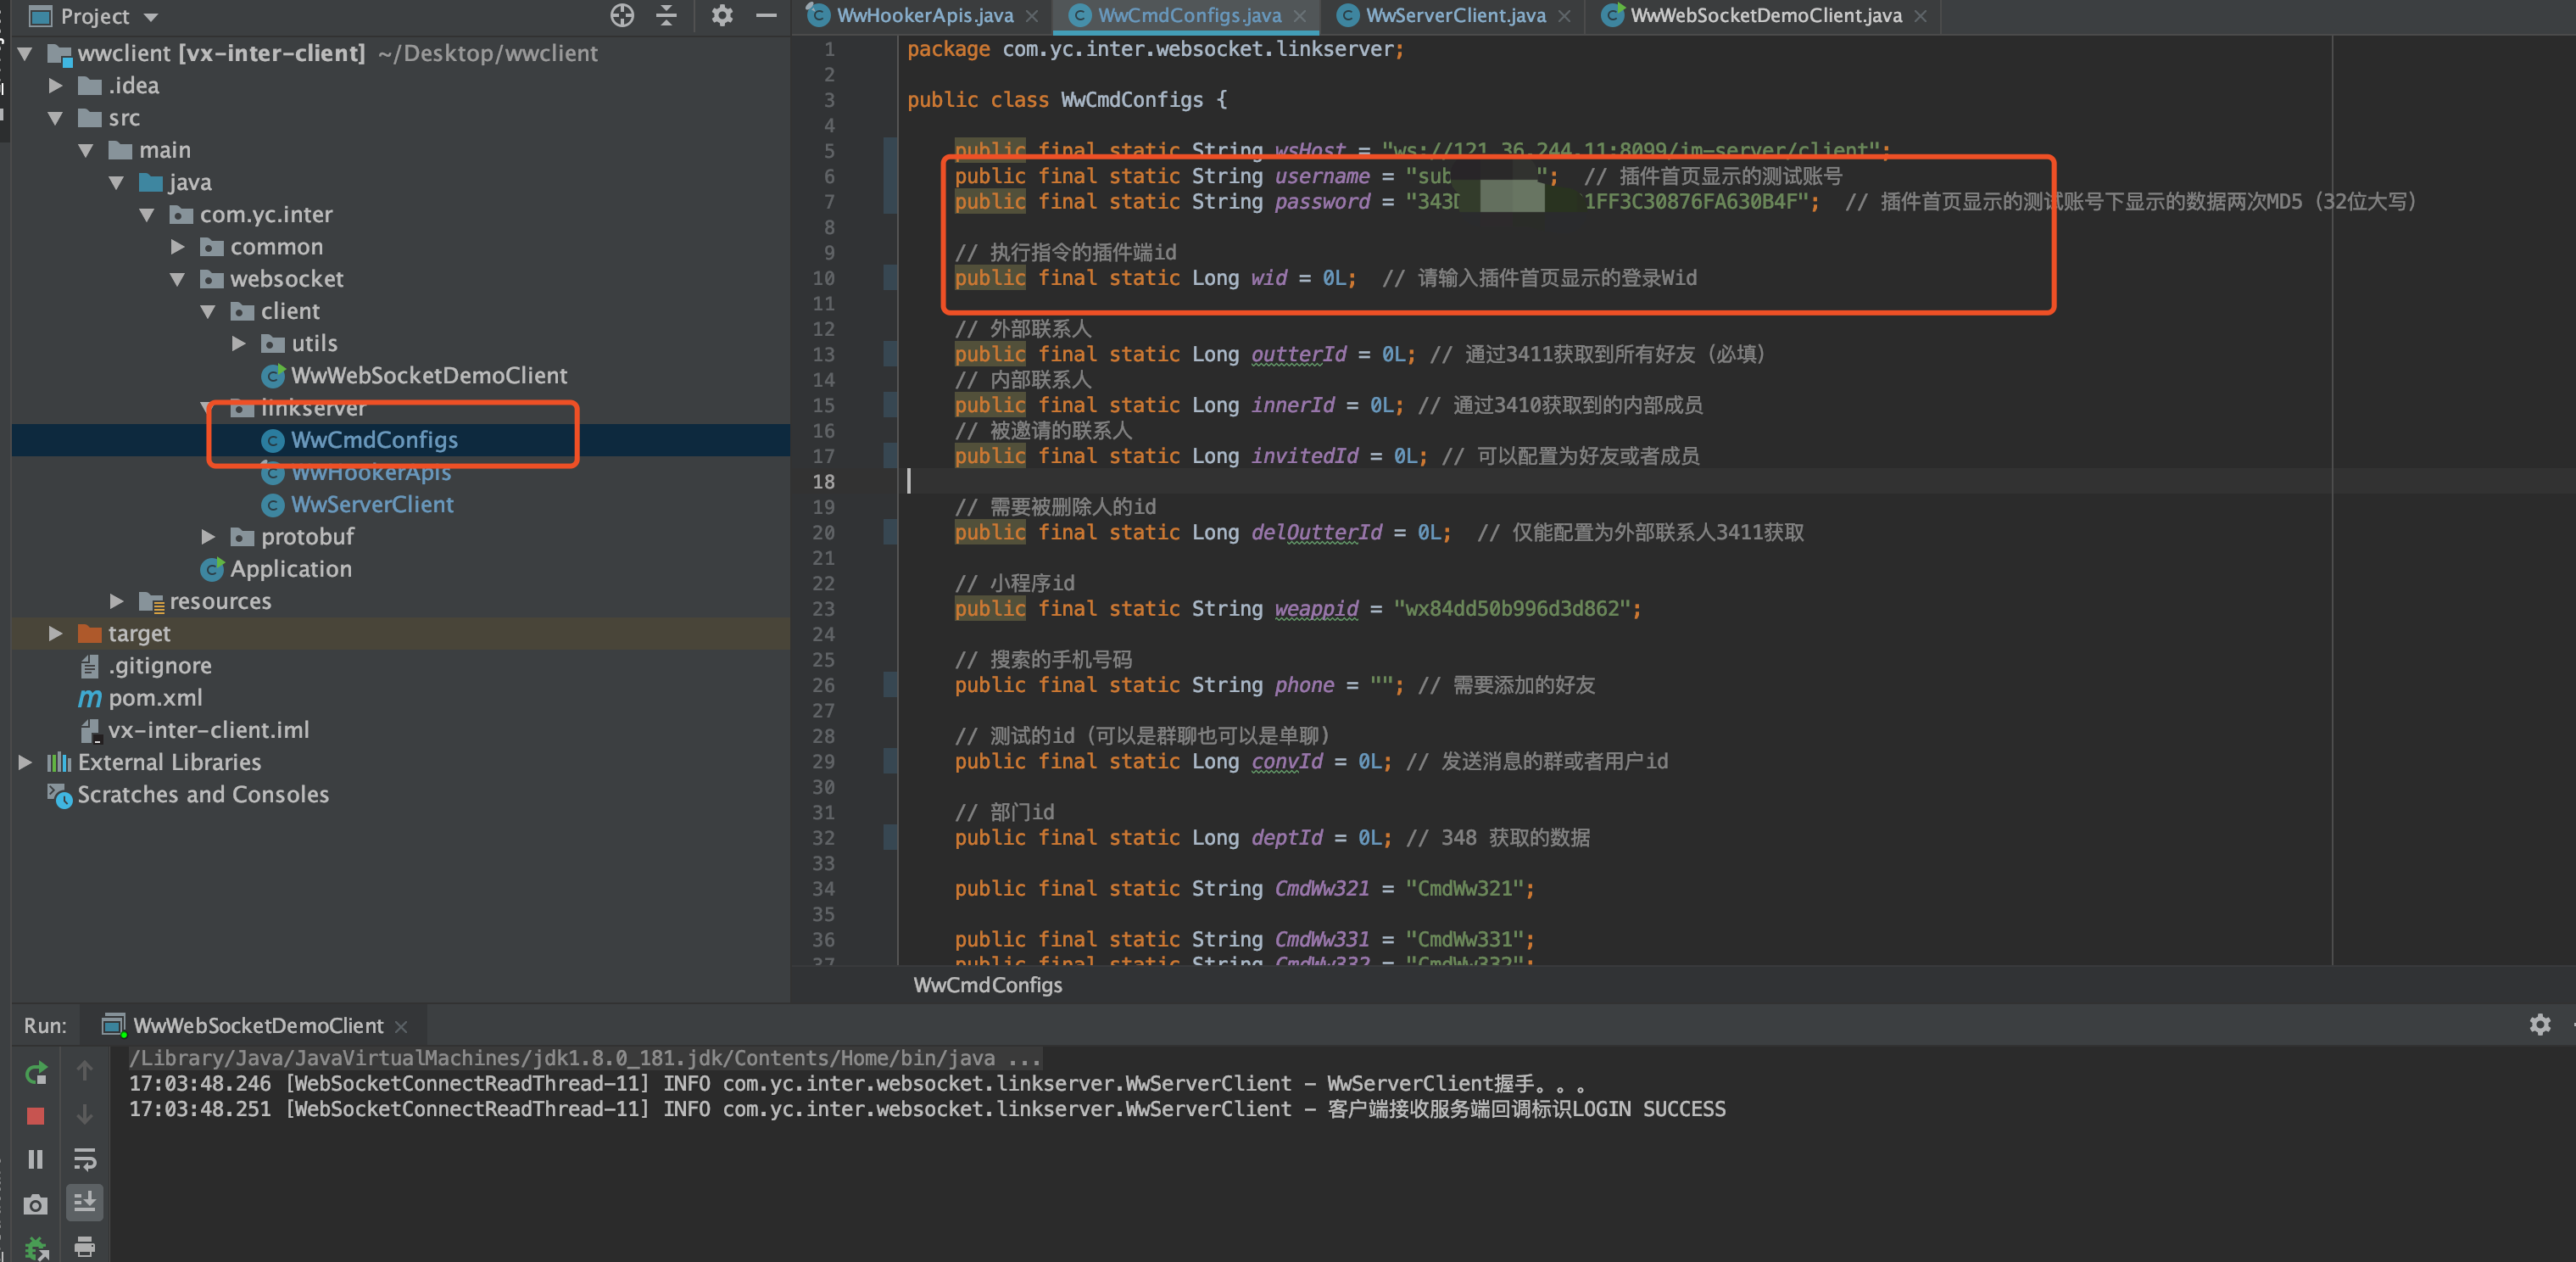 Project
wwclient [vx-inter-client] ~/Desktop/wwclient
.idea
src
main
java
com.yc.inter
common
websocket
client
utils
WwWebSocketDemoClient
linkserver
WwCmdConfigs
WwHookerApis
WwServerClient
protobuf
Application
resources
target
.gitignore
pom.xml
vx-inter-client.iml
External Libraries
Scratches and Consoles
WwHookerApis.java WwCmdConfigs.java WwServerClient.java WwWebSocketDemoClient.java
1 package com.yc.inter.websocket.linkserver;
2
3 public class WwCmdConfigs {
4
5 public final static String wsHost = "ws://121.36.244.11:8099/im-server/client";
6 public final static String username = "sub "; // 插件首页显示的测试账号
7 public final static String password = "343D 1FF3C30876FA630B4F"; // 插件首页显示的测试账号下显示的数据两次MD5（32位大写）
8
9 // 执行指令的插件端id
10 public final static Long wid = 0L; // 请输入插件首页显示的登录Wid
11
12 // 外部联系人
13 public final static Long outterId = 0L; // 通过3411获取到所有好友（必填）
14 // 内部联系人
15 public final static Long innerId = 0L; // 通过3410获取到的内部成员
16 // 被邀请的联系人
17 public final static Long invitedId = 0L; // 可以配置为好友或者成员
18
19 // 需要被删除人的id
20 public final static Long delOutterId = 0L; // 仅能配置为外部联系人3411获取
21
22 // 小程序id
23 public final static String weappid = "wx84dd50b996d3d862";
24
25 // 搜索的手机号码
26 public final static String phone = ""; // 需要添加的好友
27
28 // 测试的id（可以是群聊也可以是单聊）
29 public final static Long convId = 0L; // 发送消息的群或者用户id
30
31 // 部门id
32 public final static Long deptId = 0L; // 348 获取的数据
33
34 public final static String CmdWw321 = "CmdWw321";
35
36 public final static String CmdWw331 = "CmdWw331";
37 public final static String CmdWw332 = "CmdWw332";
WwCmdConfigs
Run: WwWebSocketDemoClient
/Library/Java/JavaVirtualMachines/jdk1.8.0_181.jdk/Contents/Home/bin/java ...
17:03:48.246 [WebSocketConnectReadThread-11] INFO com.yc.inter.websocket.linkserver.WwServerClient - WwServerClient握手。。。
17:03:48.251 [WebSocketConnectReadThread-11] INFO com.yc.inter.websocket.linkserver.WwServerClient - 客户端接收服务端回调标识LOGIN SUCCESS